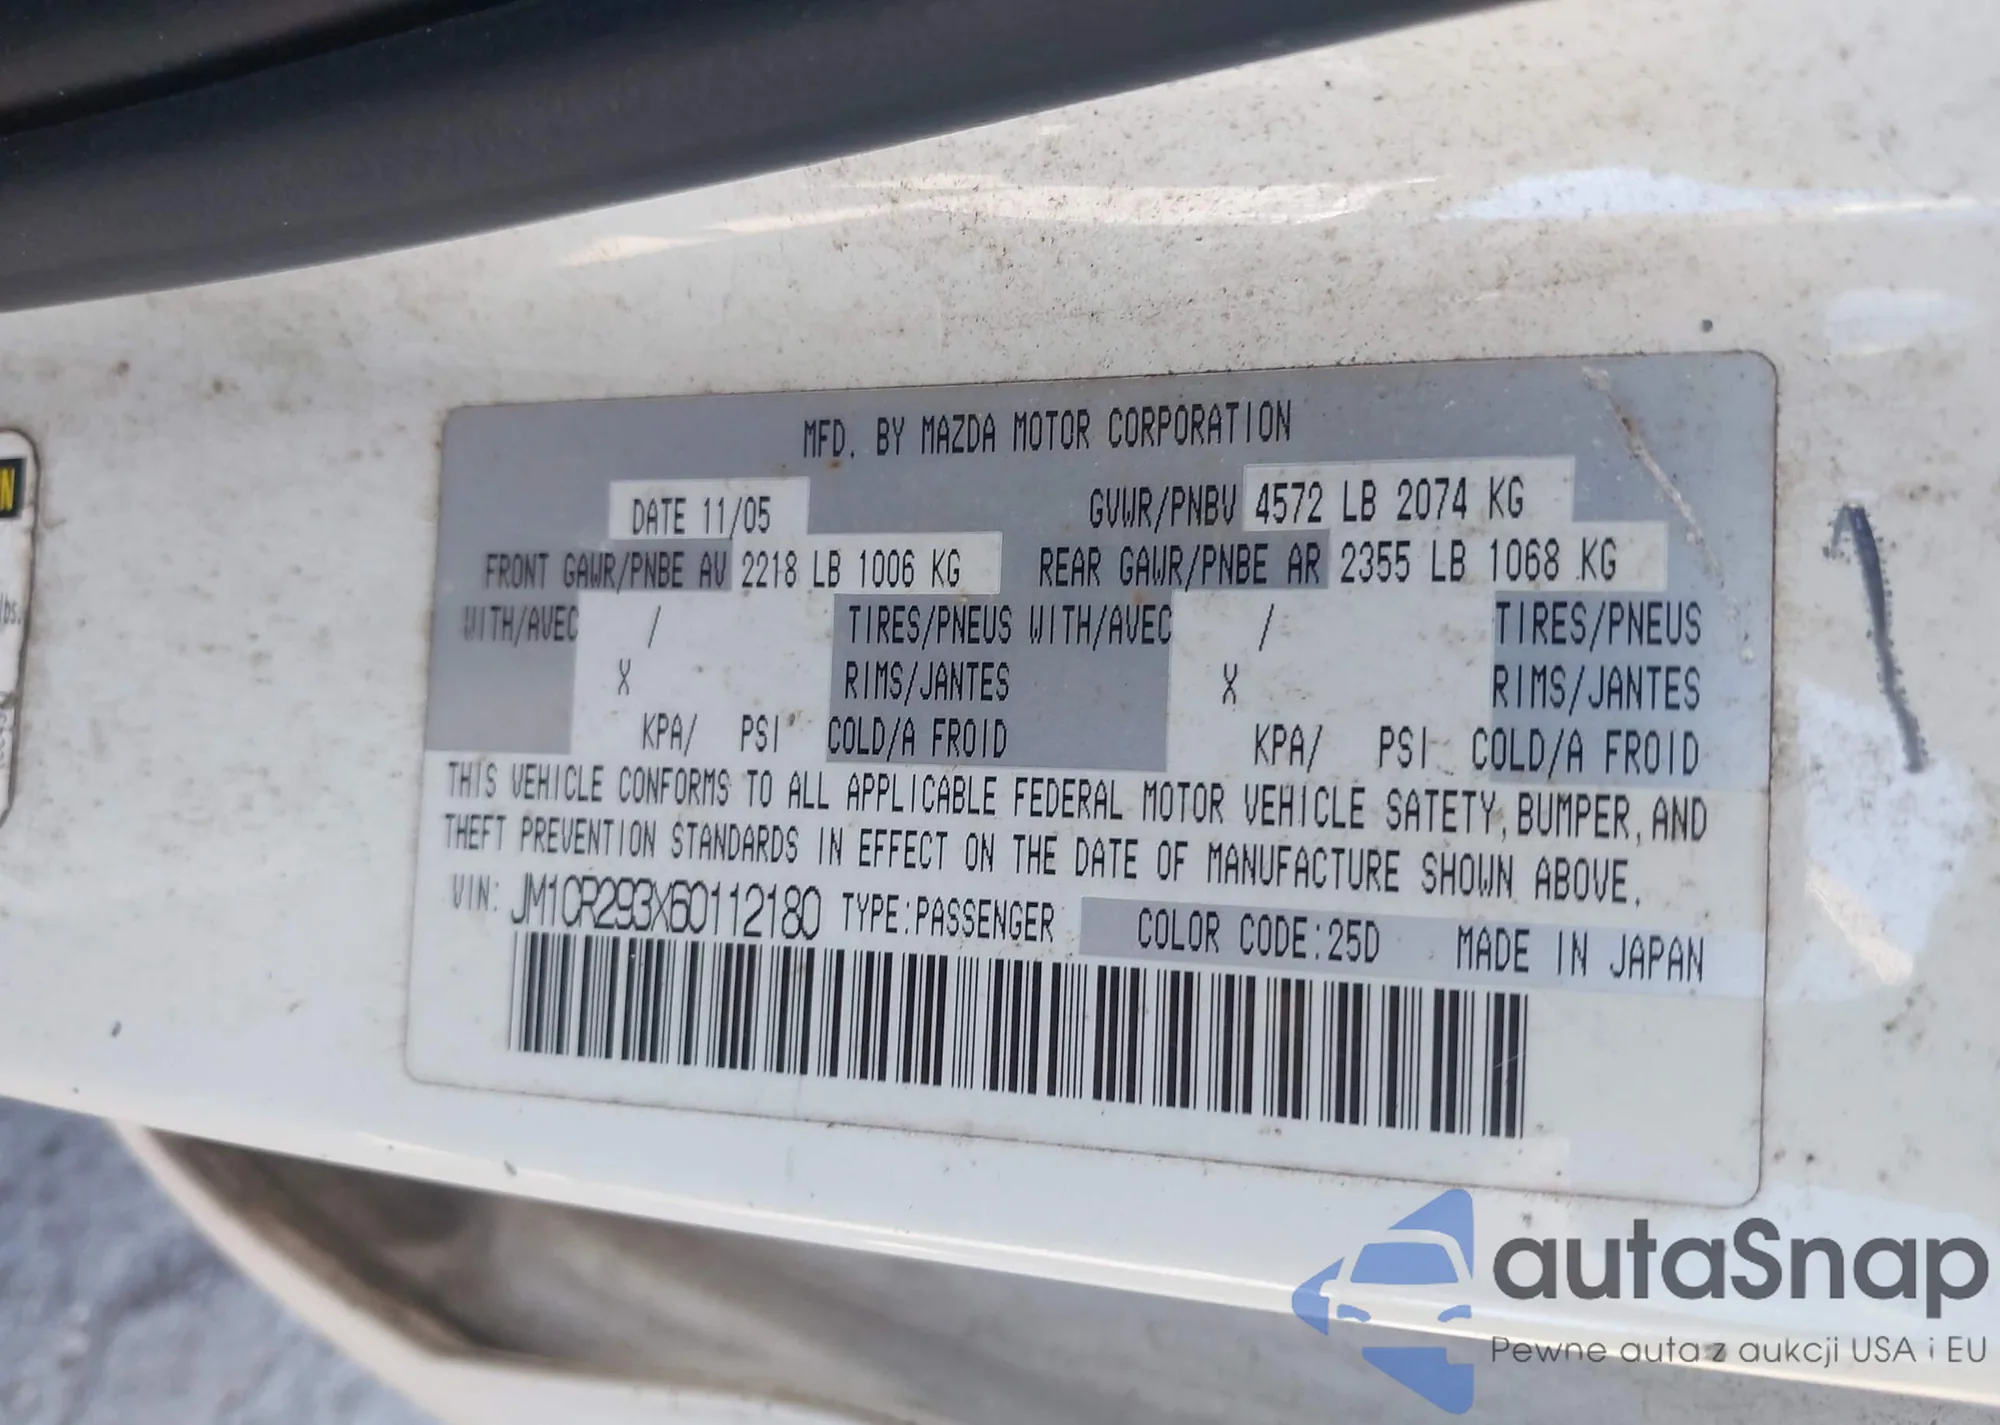 MFD. BY MAZDA MOTOR CORPORATION
DATE 11/05
GVWR/PNBV 4572 LB 2074 KG
FRONT GAWR/PNBE AV 2218 LB 1006 KG
REAR GAWR/PNBE AR 2355 LB 1068 KG
WITH/AVEC / TIRES/PNEUS WITH/AVEC / TIRES/PNEUS
X RIMS/JANTES X RIMS/JANTES
KPA/ PSI COLD/A FROID KPA/ PSI COLD/A FROID
THIS VEHICLE CONFORMS TO ALL APPLICABLE FEDERAL MOTOR VEHICLE SATETY, BUMPER, AND
THEFT PREVENTION STANDARDS IN EFFECT ON THE DATE OF MANUFACTURE SHOWN ABOVE.
VIN: JM1CR293X60112180 TYPE:PASSENGER COLOR CODE:25D MADE IN JAPAN
lbs.
autaSnap
Pewne auta z aukcji USA i EU